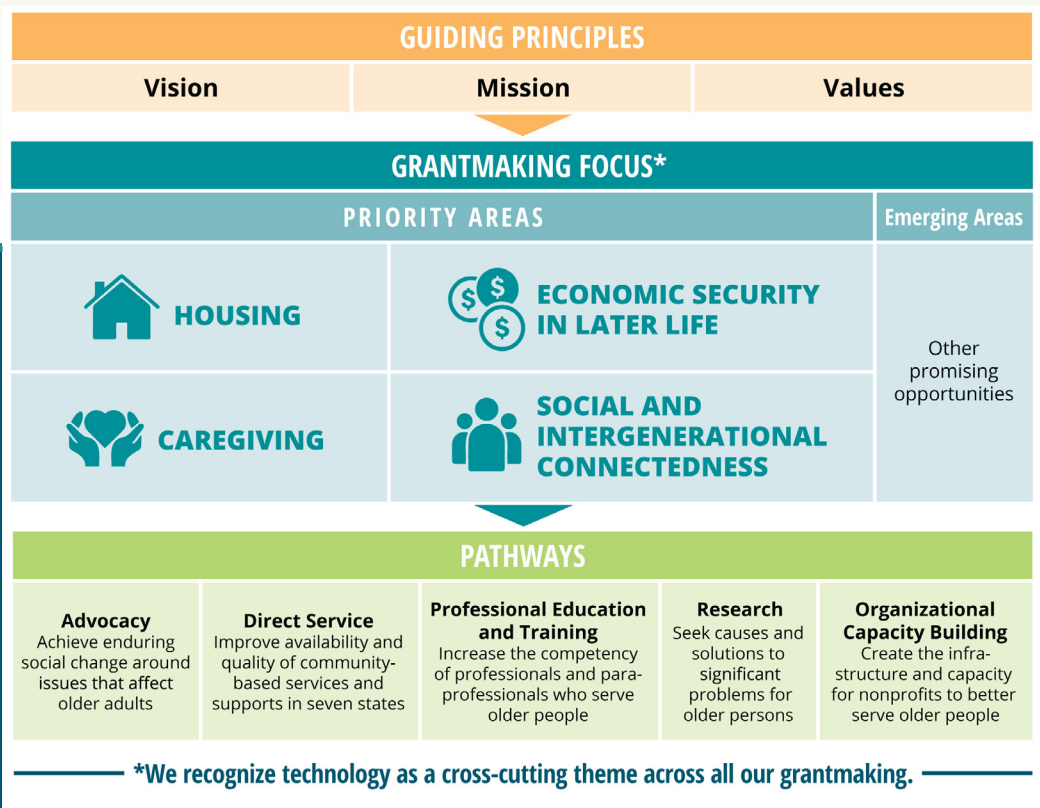 GUIDING PRINCIPLES
Vision
Mission
Values
GRANTMAKING FOCUS*
PRIORITY AREAS
Emerging Areas
HOUSING
$
$
$
ECONOMIC SECURITY
IN LATER LIFE
CAREGIVING
SOCIAL AND
INTERGENERATIONAL
CONNECTEDNESS
Other
promising
opportunities
PATHWAYS
Advocacy
Achieve enduring
social change around
issues that affect
older adults
Direct Service
Improve availability and
quality of community-
based services and
supports in seven states
Professional Education
and Training
Increase the competency
of professionals and para-
professionals who serve
older people
Research
Seek causes and
solutions to
significant
problems for
older persons
Organizational
Capacity Building
Create the infra-
structure and capacity
for nonprofits to better
serve older people
*We recognize technology as a cross-cutting theme across all our grantmaking.